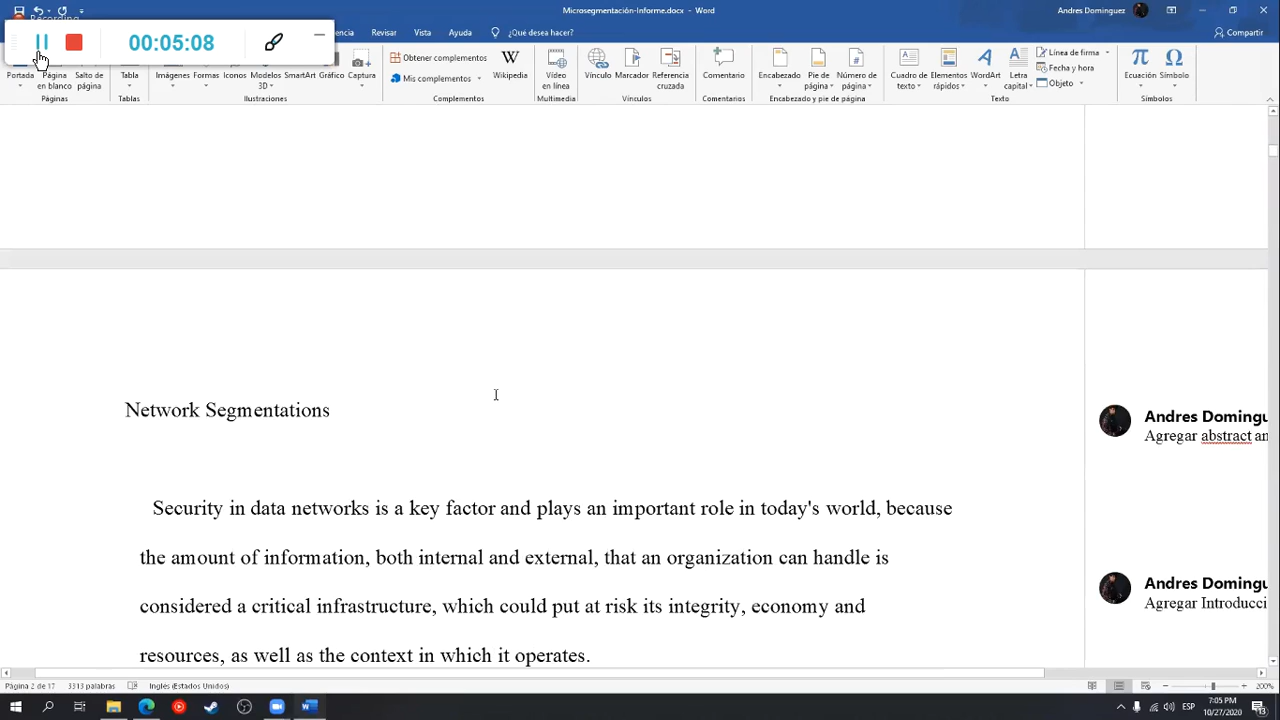 Recording
Microsegmentación-Informe.docx - Word
Andres Dominguez
00:05:08
Revisar
Vista
Ayuda
¿Qué desea hacer?
Compartir
Portada
Página en blanco
Salto de página
Páginas
Tabla
Tablas
Imágenes
Formas
Iconos
Modelos 3D
SmartArt
Gráfico
Captura
Ilustraciones
Obtener complementos
Mis complementos
Wikipedia
Complementos
Vídeo en línea
Multimedia
Vínculo
Marcador
Referencia cruzada
Vínculos
Comentario
Comentarios
Encabezado
Pie de página
Número de página
Encabezado y pie de página
Cuadro de texto
Elementos rápidos
WordArt
Letra capital
Línea de firma
Fecha y hora
Objeto
Texto
Ecuación
Símbolo
Símbolos
Network Segmentations
Security in data networks is a key factor and plays an important role in today's world, because
the amount of information, both internal and external, that an organization can handle is
considered a critical infrastructure, which could put at risk its integrity, economy and
resources, as well as the context in which it operates.
Andres Domingu
Agregar abstract an
Andres Domingu
Agregar Introducci
Página 2 de 17
3313 palabras
Inglés (Estados Unidos)
200%
ESP
7:05 PM
10/27/2020